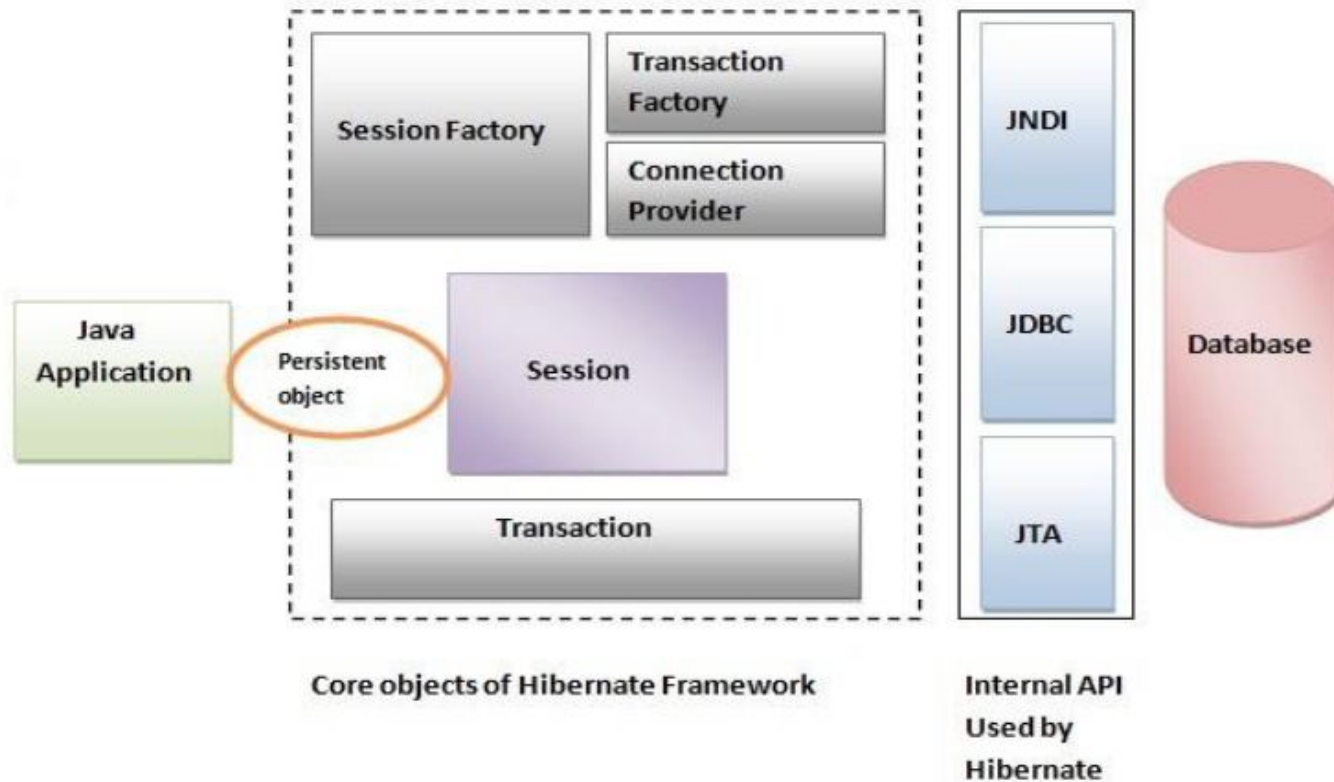 Session Factory
Transaction
Factory
Connection
Provider
JNDI
Java
Application
Persistent
object
Session
JDBC
Database
Transaction
JTA
Core objects of Hibernate Framework
Internal API
Used by
Hibernate